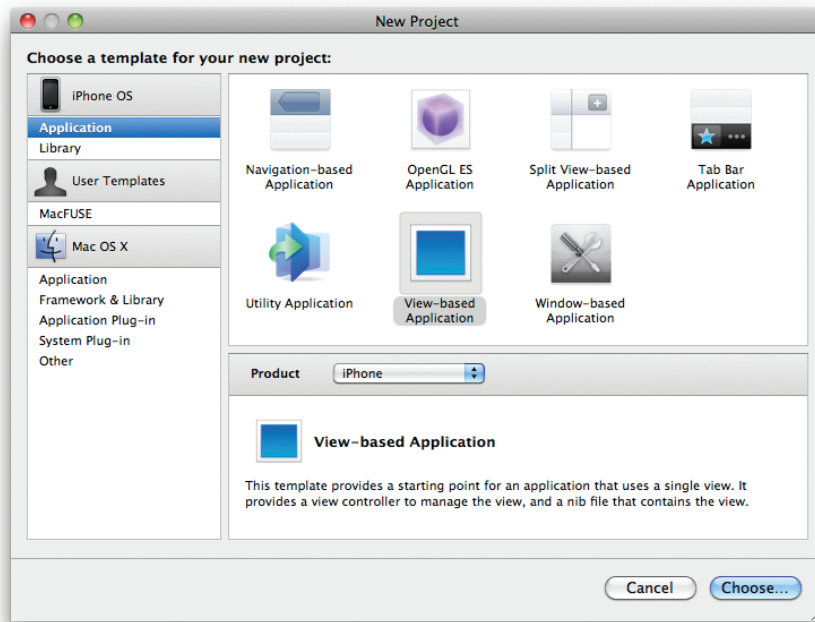 New Project
Choose a template for your new project:
iPhone OS
Application
Library
User Templates
MacFUSE
Mac OS X
Application
Framework & Library
Application Plug-in
System Plug-in
Other
Navigation-based
Application
OpenGL ES
Application
Split View-based
Application
Tab Bar
Application
Utility Application
View-based
Application
Window-based
Application
Product
iPhone
View-based Application
This template provides a starting point for an application that uses a single view. It
provides a view controller to manage the view, and a nib file that contains the view.
Cancel
Choose...